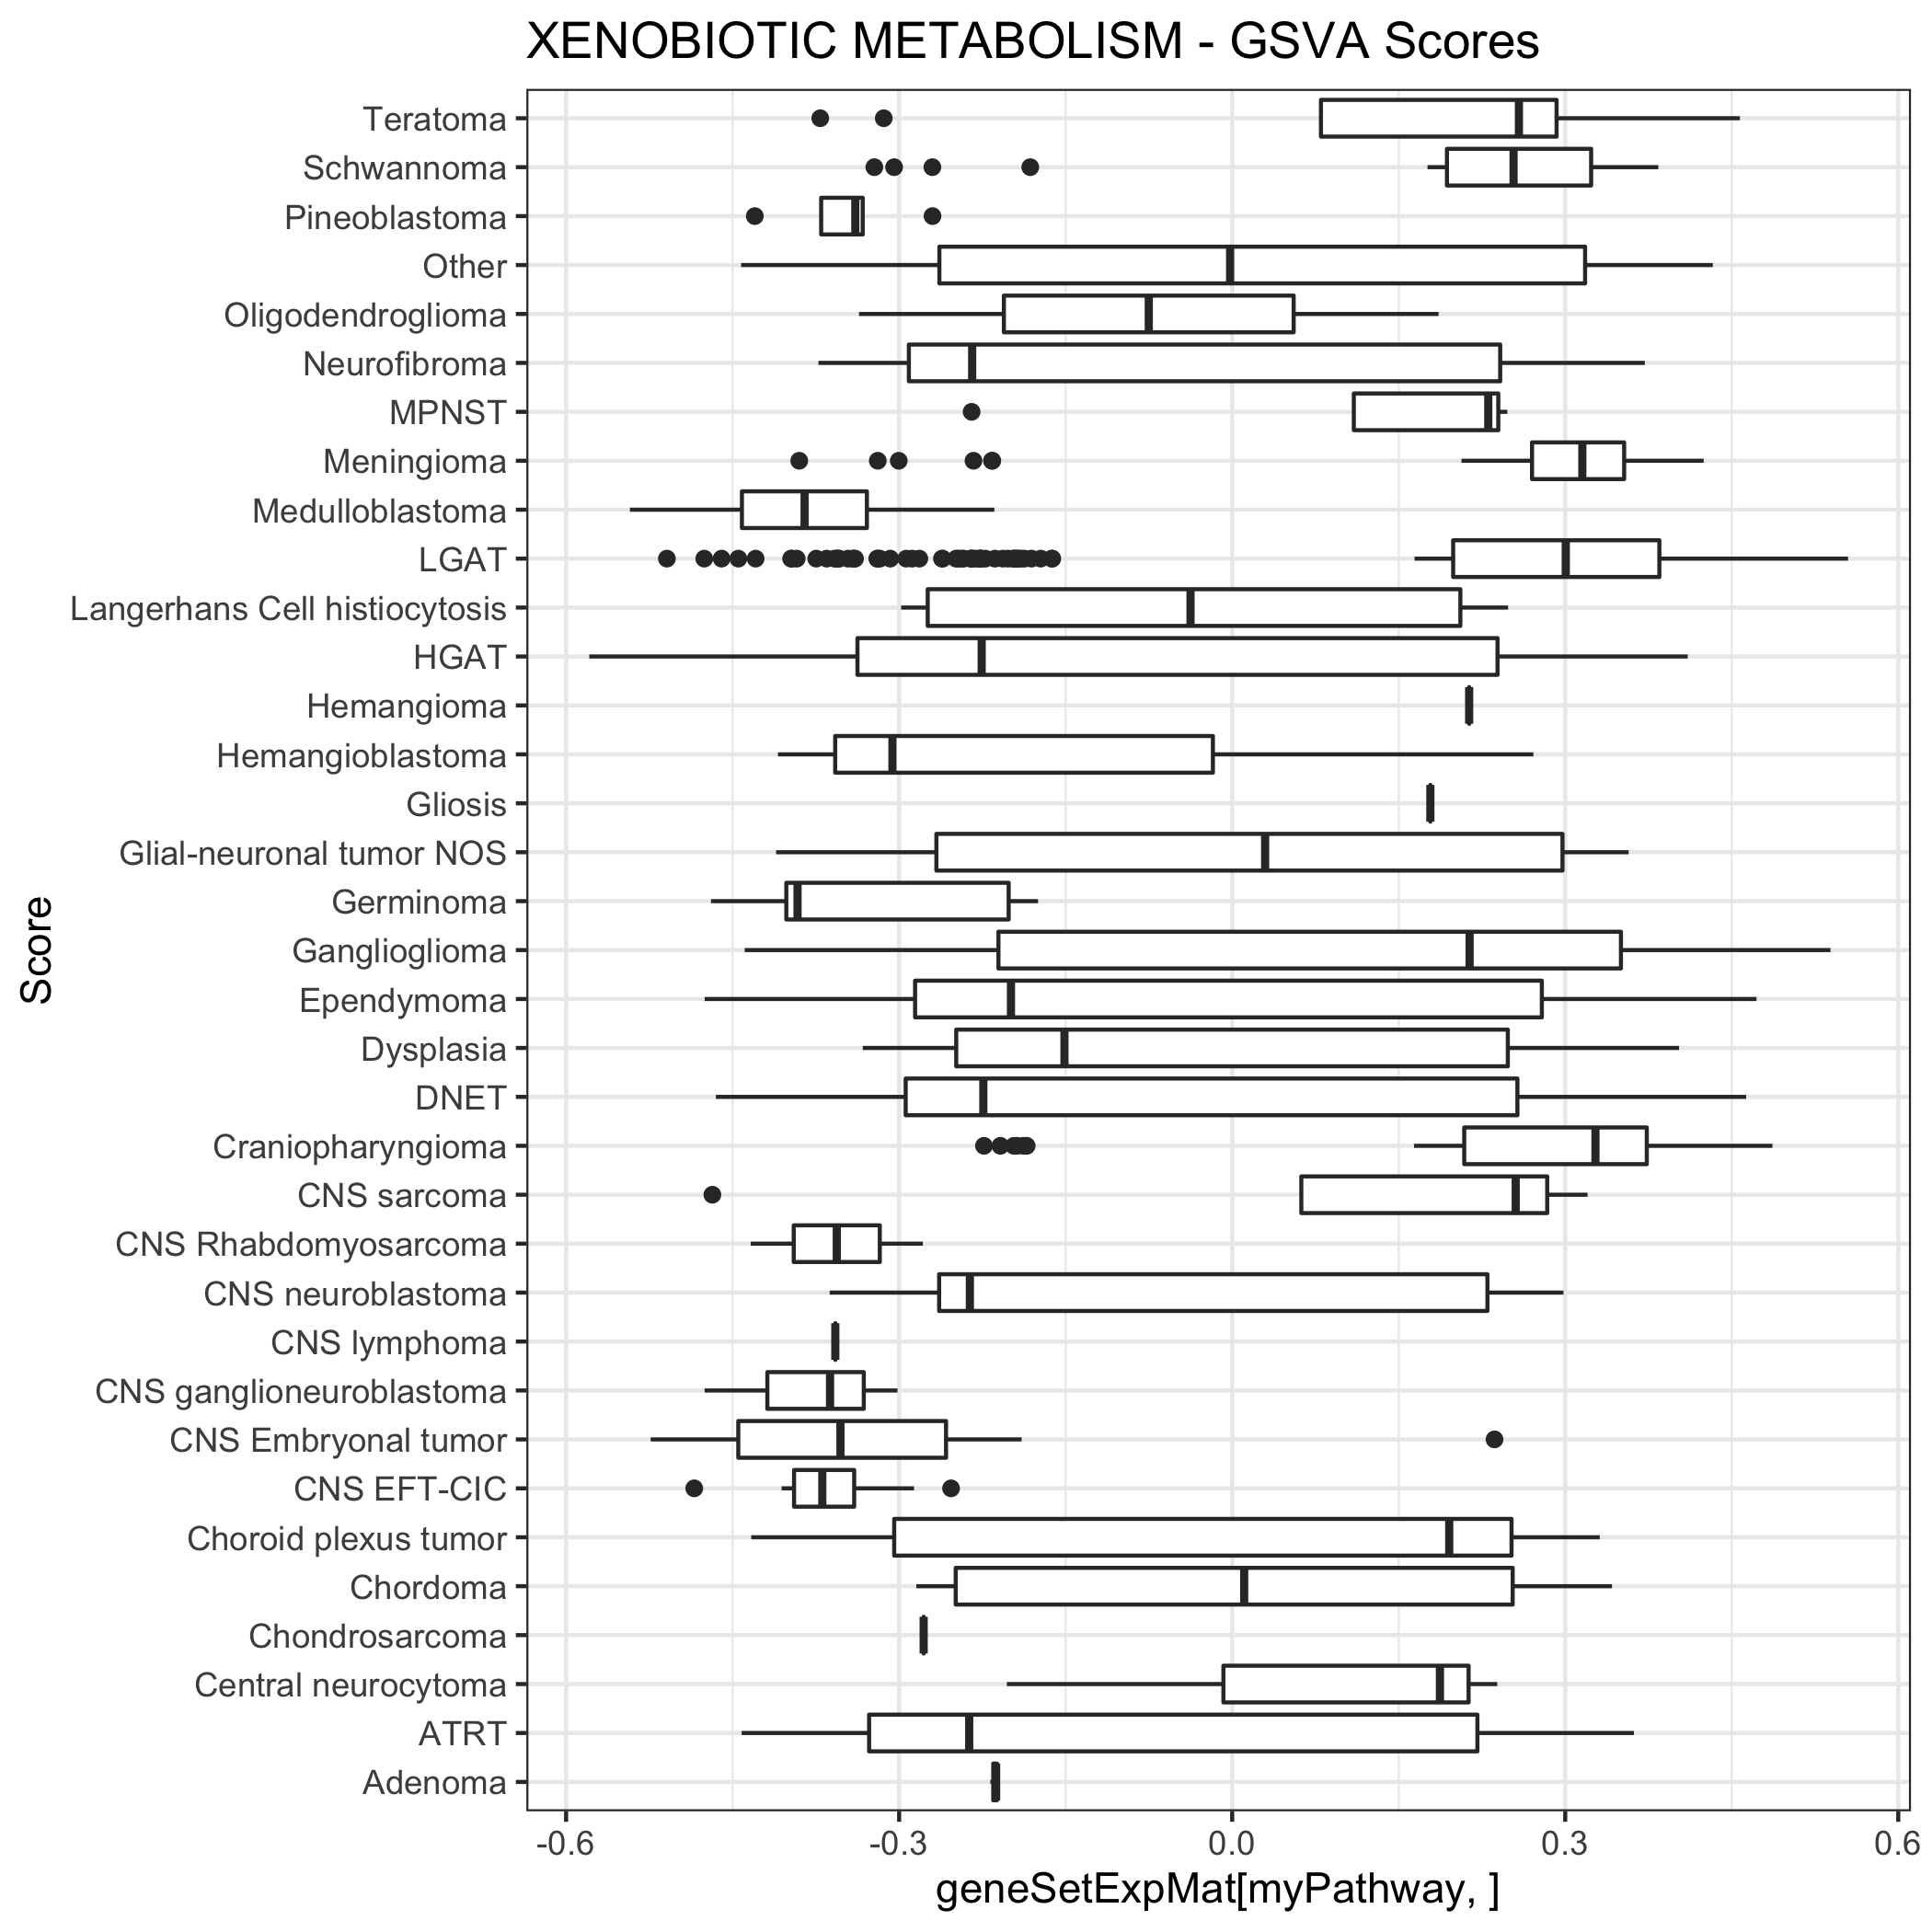 XENOBIOTIC METABOLISM - GSVA Scores
Teratoma
Schwannoma
Pineoblastoma
Other
Oligodendroglioma
Neurofibroma
MPNST
Meningioma
Medulloblastoma
LGAT
Langerhans Cell histiocytosis
HGAT
Hemangioma
Hemangioblastoma
Gliosis
Glial-neuronal tumor NOS
Germinoma
Ganglioglioma
Ependymoma
Dysplasia
DNET
Craniopharyngioma
CNS sarcoma
CNS Rhabdomyosarcoma
CNS neuroblastoma
CNS lymphoma
CNS ganglioneuroblastoma
CNS Embryonal tumor
CNS EFT-CIC
Choroid plexus tumor
Chordoma
Chondrosarcoma
Central neurocytoma
ATRT
Adenoma
Score
-0.6 -0.3 0.0 0.3 0.6
geneSetExpMat[myPathway, ]